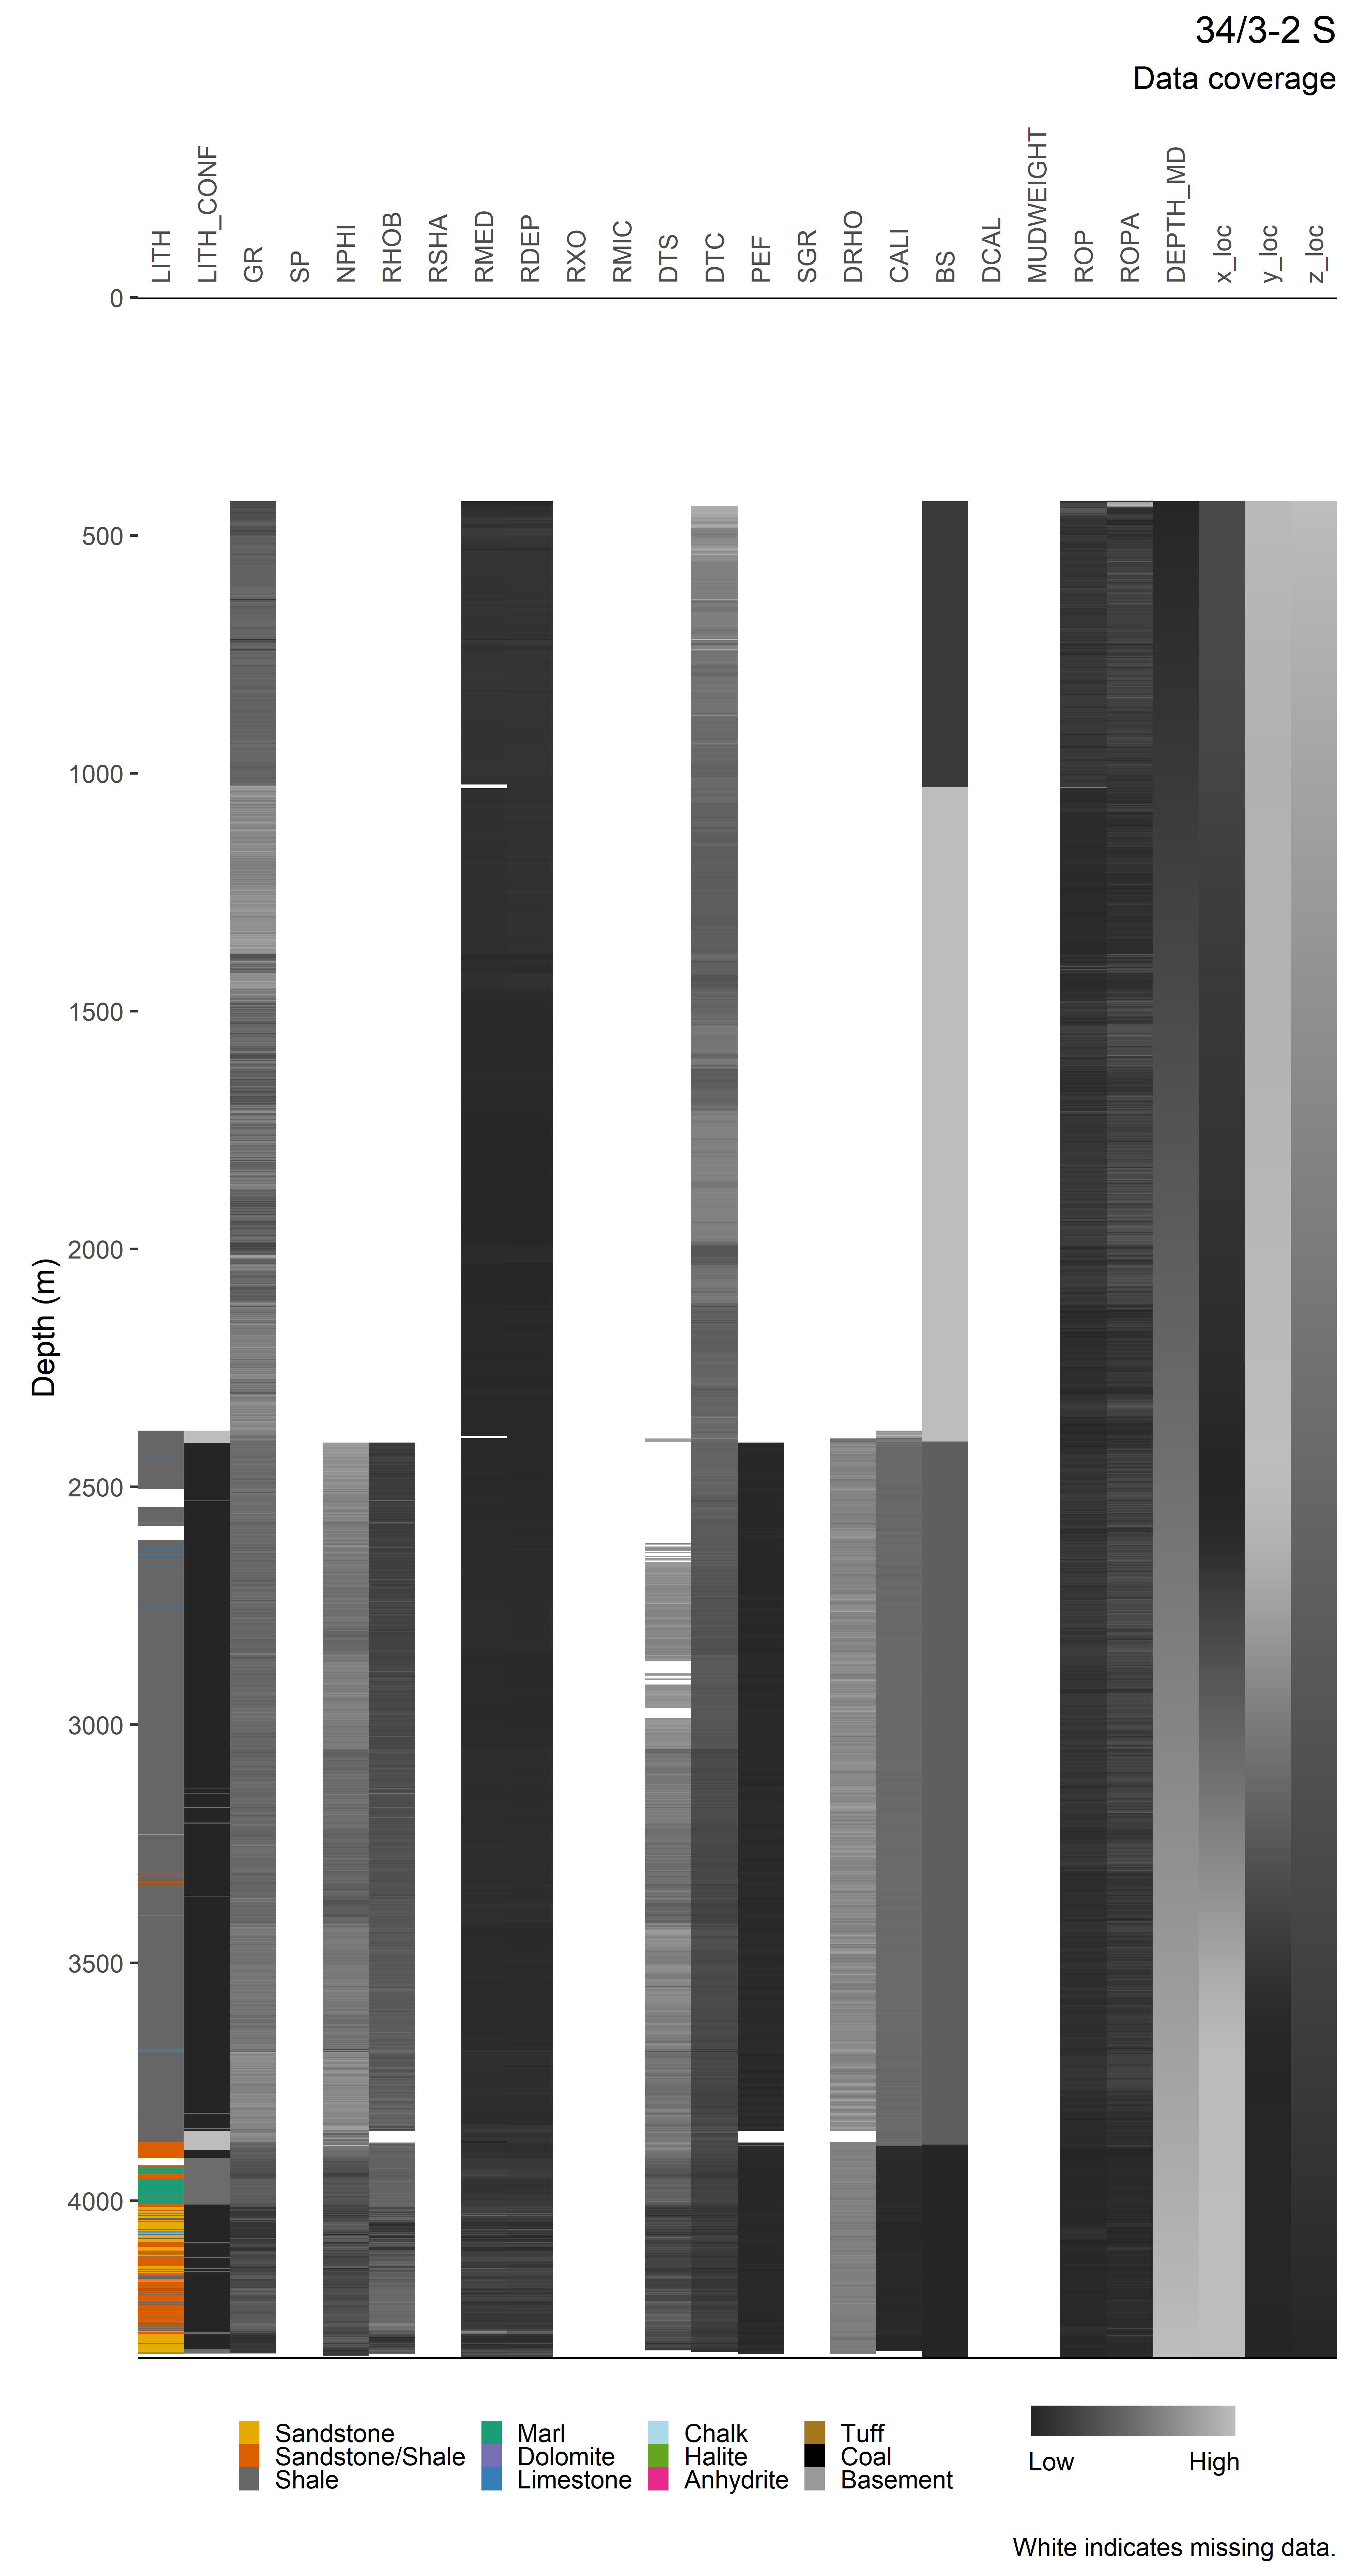 34/3-2 S
Data coverage
LITH
LITH_CONF
GR
SP
NPHI
RHOB
RSHA
RMED
RDEP
RXO
RMIC
DTS
DTC
PEF
SGR
DRHO
CALI
BS
DCAL
MUDWEIGHT
ROP
ROPA
DEPTH_MD
x_loc
y_loc
z_loc
0
500
1000
1500
2000
2500
3000
3500
4000
Depth (m)
Sandstone
Sandstone/Shale
Shale
Marl
Dolomite
Limestone
Chalk
Halite
Anhydrite
Tuff
Coal
Basement
Low High
White indicates missing data.